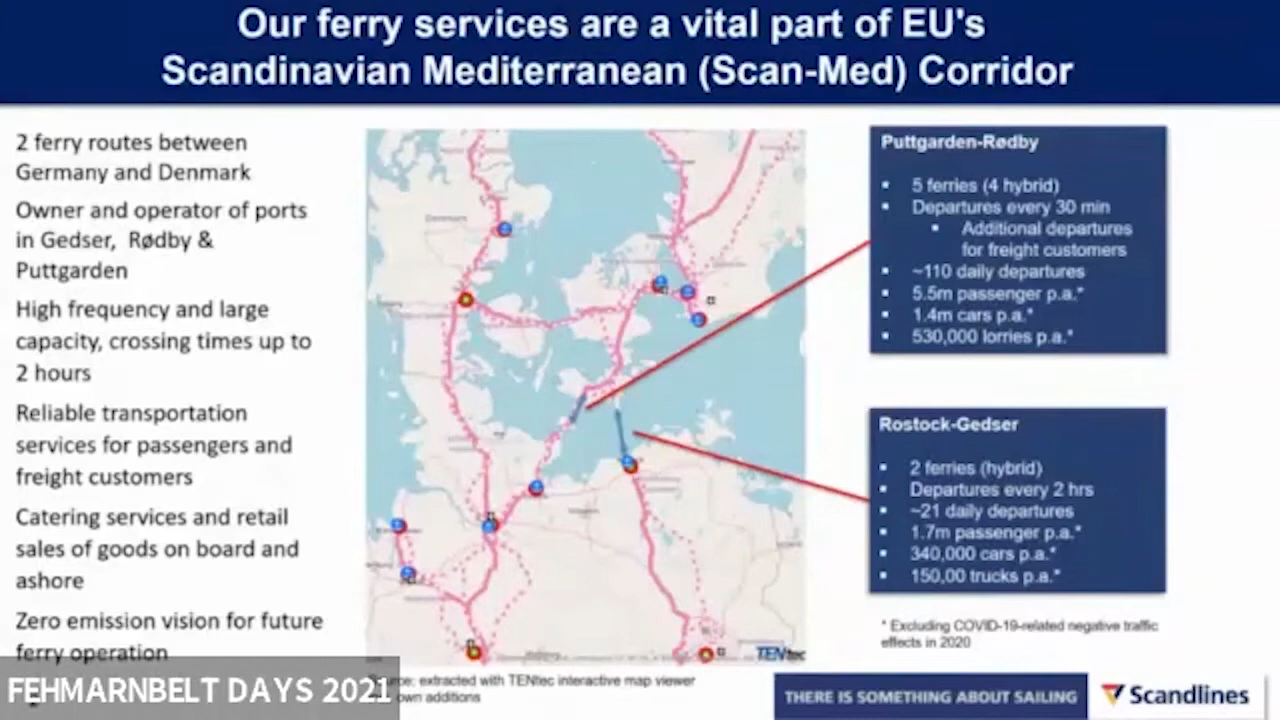 Our ferry services are a vital part of EU's
Scandinavian Mediterranean (Scan-Med) Corridor
2 ferry routes between
Germany and Denmark
Owner and operator of ports
in Gedser, Rødby &
Puttgarden
High frequency and large
capacity, crossing times up to
2 hours
Reliable transportation
services for passengers and
freight customers
Catering services and retail
sales of goods on board and
ashore
Zero emission vision for future
ferry operation
Puttgarden-Rødby
5 ferries (4 hybrid)
Departures every 30 min
Additional departures
for freight customers
~110 daily departures
5.5m passenger p.a.*
1.4m cars p.a.*
530,000 lorries p.a.*
Rostock-Gedser
2 ferries (hybrid)
Departures every 2 hrs
~21 daily departures
1.7m passenger p.a.*
340,000 cars p.a.*
150,00 trucks p.a.*
* Excluding COVID-19-related negative traffic
effects in 2020
TENtec
extracted with TENtec interactive map viewer
own additions
FEHMARNBELT DAYS 2021
THERE IS SOMETHING ABOUT SAILING
Scandlines